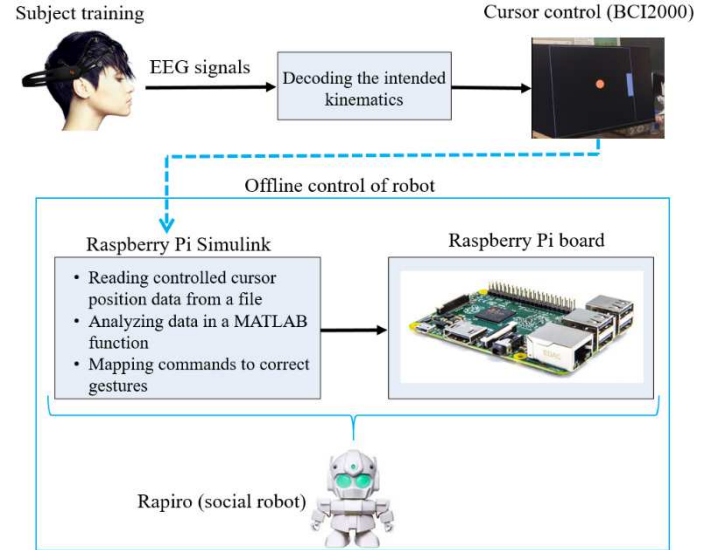 Subject training
Cursor control (BCI2000)
EEG signals
Decoding the intended
kinematics
Offline control of robot
Raspberry Pi Simulink
Raspberry Pi board
• Reading controlled cursor
position data from a file
• Analyzing data in a MATLAB
function
• Mapping commands to correct
gestures
Rapiro (social robot)